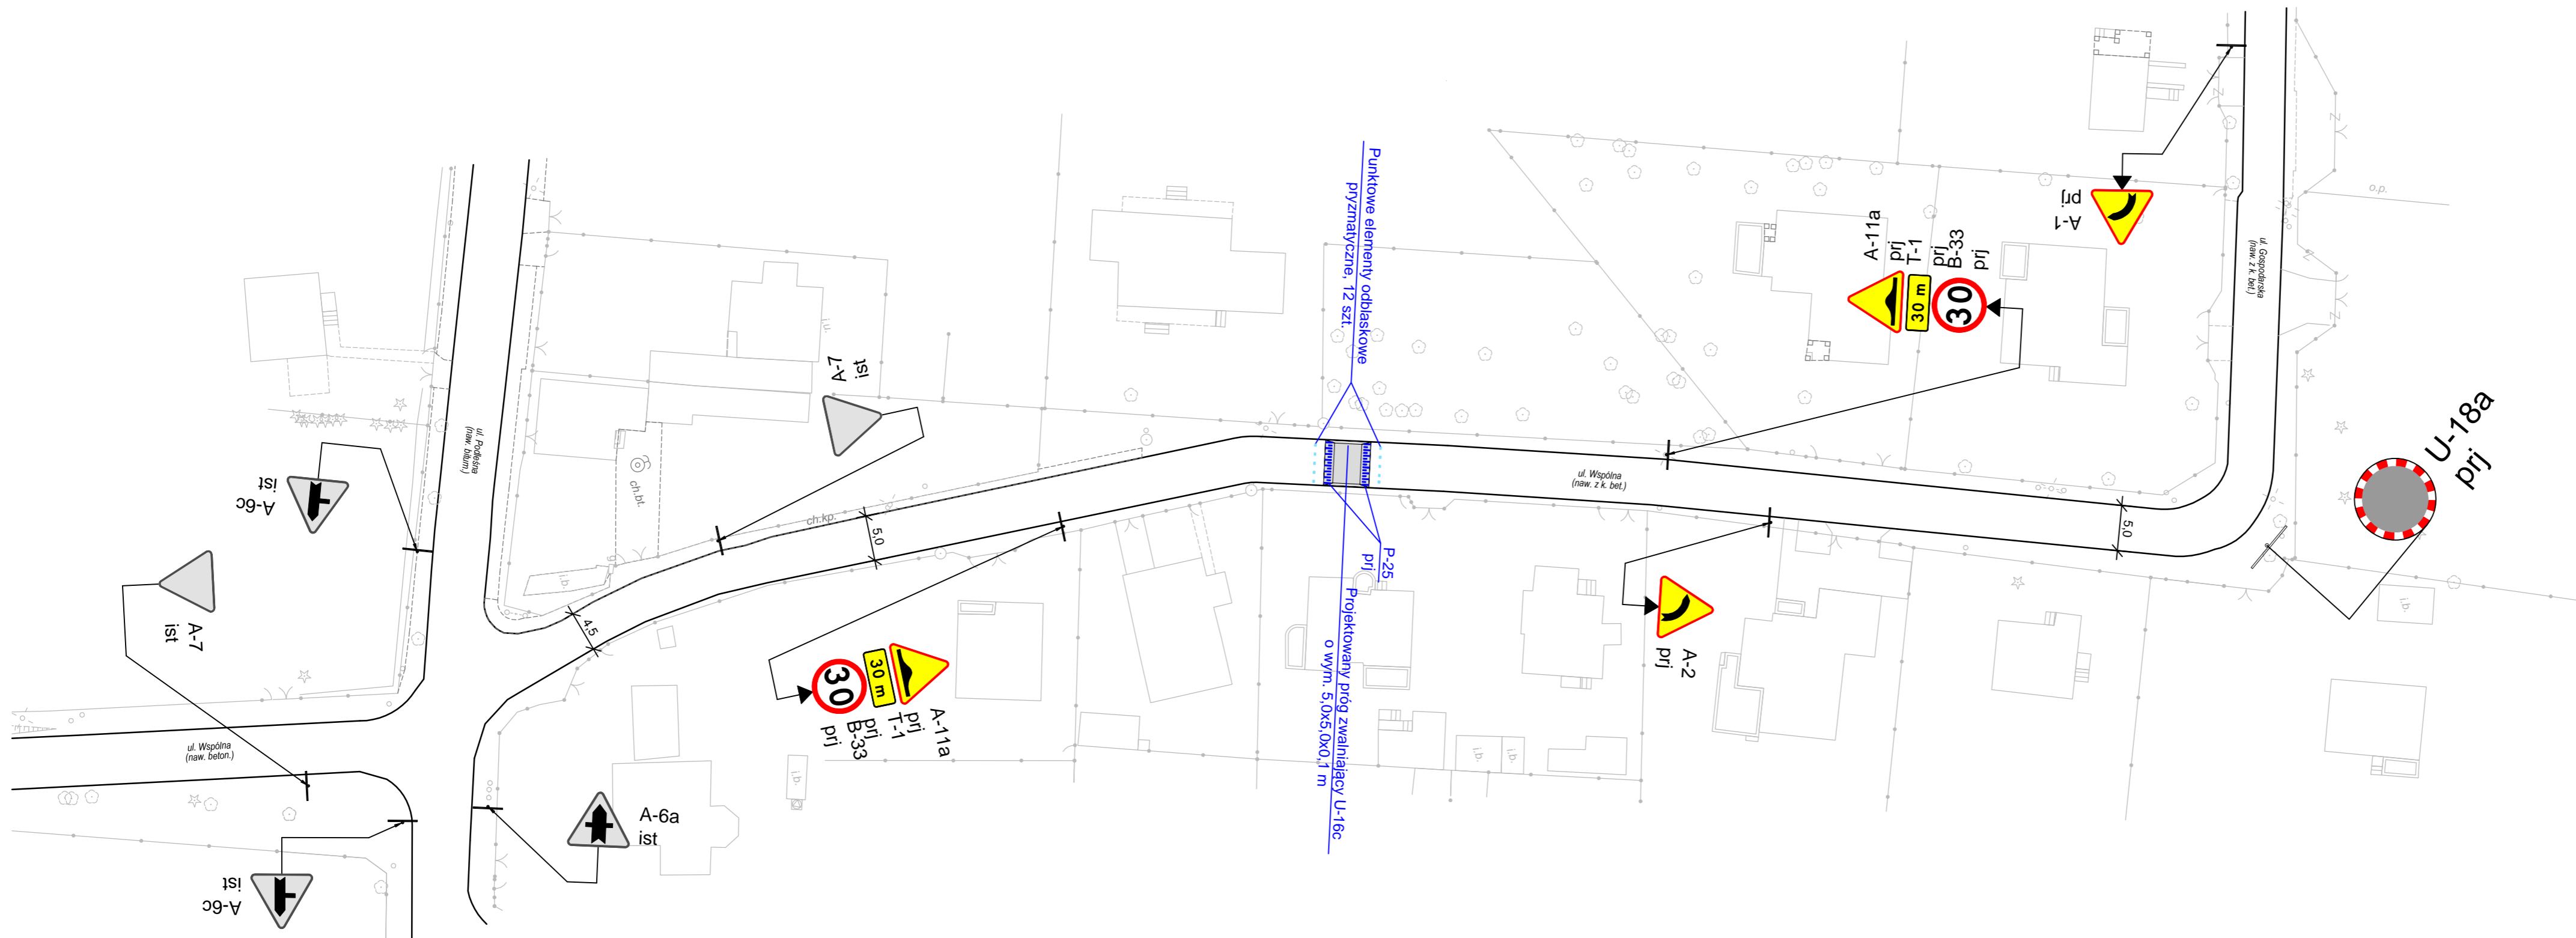 A-1
prj
o.p.
ul. Gospodarska
(naw. z k. bet.)
Punktowe elementy odblaskowe
pryzmatyczne, 12 szt.
A-11a
prj
T-1
prj
B-33
prj
30 m
30
U-18a
prj
A-7
ist
i.u.
ch.bt.
ul. Podleśna
(naw. bitum.)
A-6c
ist
ch.kp.
5,0
ul. Wspólna
(naw. z k. bet.)
5,0
P-25
prj
Projektowany próg zwalniający U-16c
o wym. 5,0x5,0x0,1 m
A-2
prj
i.b.
i.b.
4,5
A-7
ist
30
30 m
A-11a
prj
T-1
prj
B-33
prj
ul. Wspólna
(naw. beton.)
i.b.
i.b.
i.b.
A-6a
ist
A-6c
ist